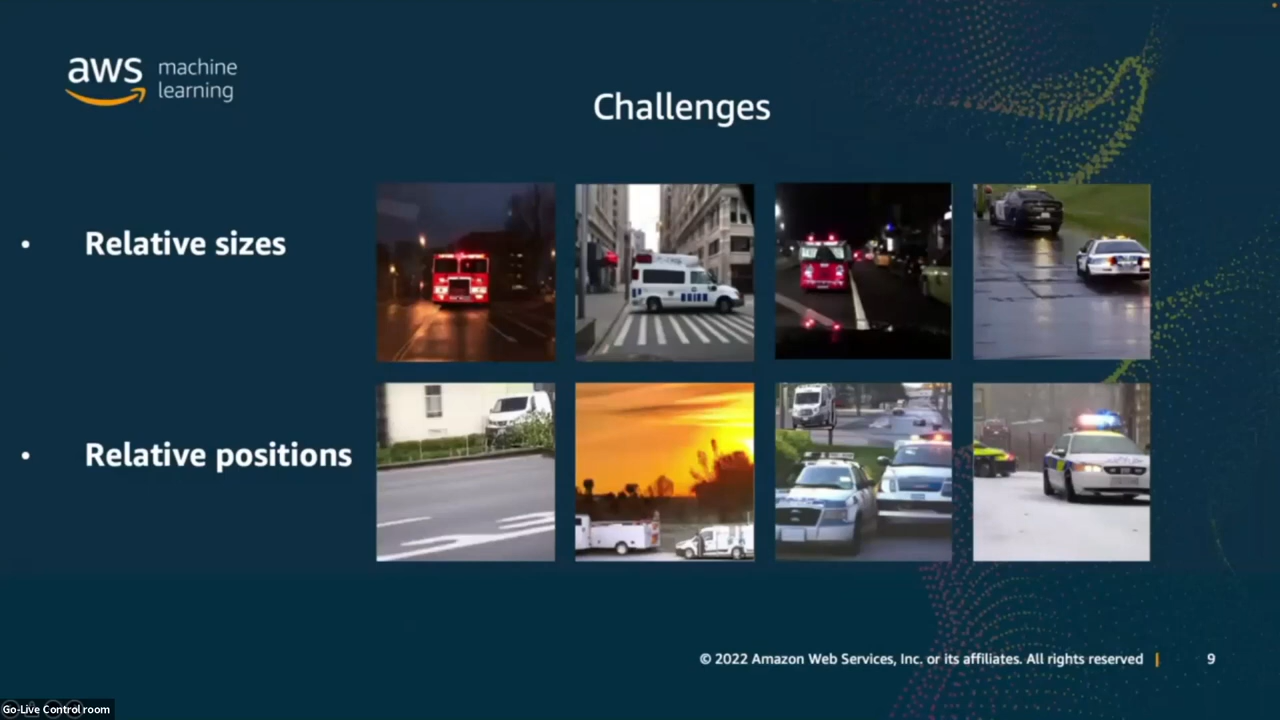 aws machine
learning
Challenges
• Relative sizes
• Relative positions
© 2022 Amazon Web Services, Inc. or its affiliates. All rights reserved | 9
Go-Live Control room